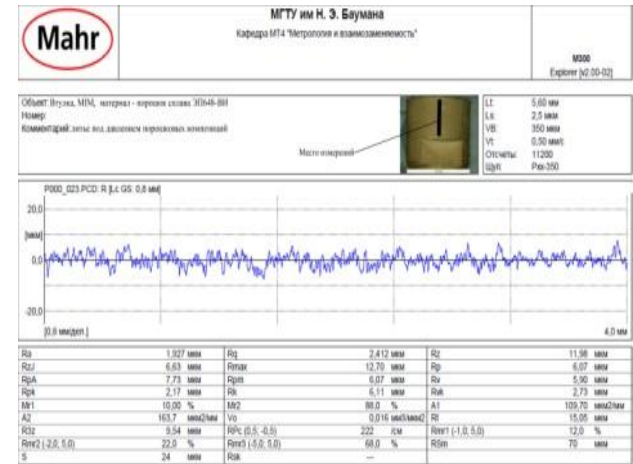 МГТУ им Н. Э. Баумана
Mahr
Кафедра МТ4 "Метрология и взаимозаменяемость"
M300
Explorer [v2.00-02]
Объект: Втулка, MIM, материал - порошок сплава ЭП648-ВИ
Номер:
Комментарий: литье под давлением порошковых композиций
Место измерений
Lt 5,60 мм
Ls 2,5 мкм
VB 350 мкм
Vt 0,50 мм/с
Отсчеты: 11200
Щуп:
P000_023.PCD: R [Lc GS: 0,8 мм]
20,0
[мкм]
0,0
-20,0
[0,8 мм/дел.] 4,0 мм
Ra 1,927 мкм Rq 2,412 мкм Rz 11,98 мкм
RzJ 6,63 мкм Rmax 12,70 мкм Rp 6,07 мкм
RpA 7,73 мкм Rpm 6,07 мкм Rv 5,90 мкм
Rpk 2,17 мкм Rk 6,11 мкм Rvk 2,73 мкм
Mr1 10,00 % Mr2 88,0 % A1 109,70 мкм2/мм
A2 163,7 мкм2/мм Vo 0,016 мм3/мм2 Rt 15,05 мкм
R3z 9,54 мкм RPc (0,5; -0,5) 222 /см Rmr1 (-1,0; 5,0) 12,0 %
Rmr2 (-2,0; 5,0) 22,0 % Rmr3 (-5,0; 5,0) 68,0 % RSm 70 мкм
S 24 мкм Rsk ---